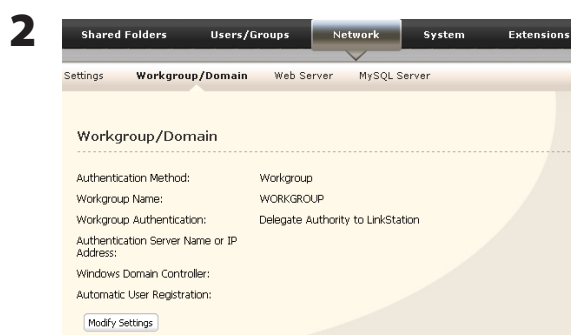 2
Shared Folders Users/Groups Network System Extensions
Settings Workgroup/Domain Web Server MySQL Server
Workgroup/Domain
Authentication Method: Workgroup
Workgroup Name: WORKGROUP
Workgroup Authentication: Delegate Authority to LinkStation
Authentication Server Name or IP
Address:
Windows Domain Controller:
Automatic User Registration:
Modify Settings